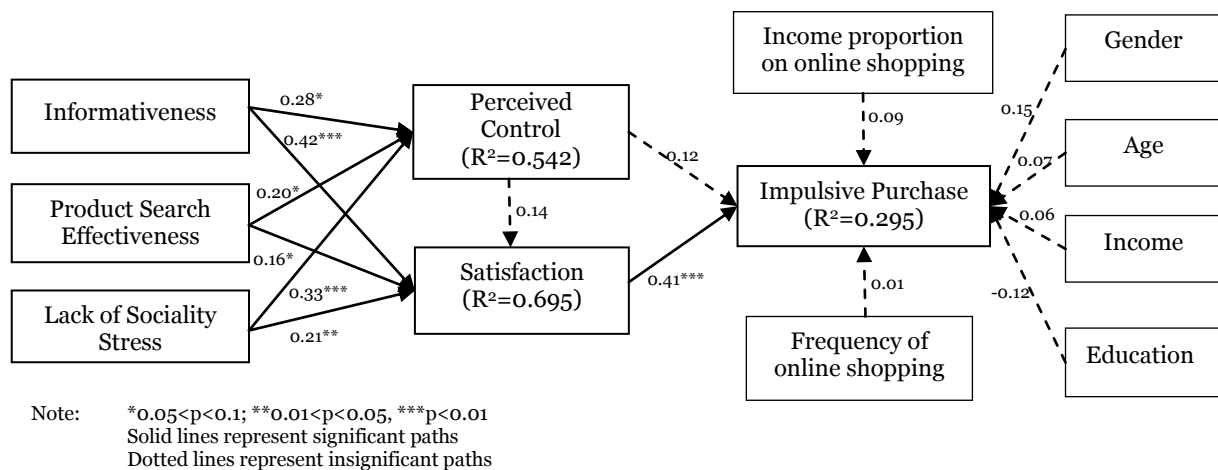 Informativeness
Product Search
Effectiveness
Lack of Sociality
Stress
0.28*
0.42***
0.20*
0.16*
0.33***
0.21**
Perceived
Control
(R²=0.542)
0.14
Satisfaction
(R²=0.695)
0.12
0.41***
Income proportion
on online shopping
0.09
Impulsive Purchase
(R²=0.295)
0.01
Frequency of
online shopping
Gender
0.15
Age
0.07
Income
0.06
Education
-0.12
Note: *0.05<p<0.1; **0.01<p<0.05, ***p<0.01
Solid lines represent significant paths
Dotted lines represent insignificant paths